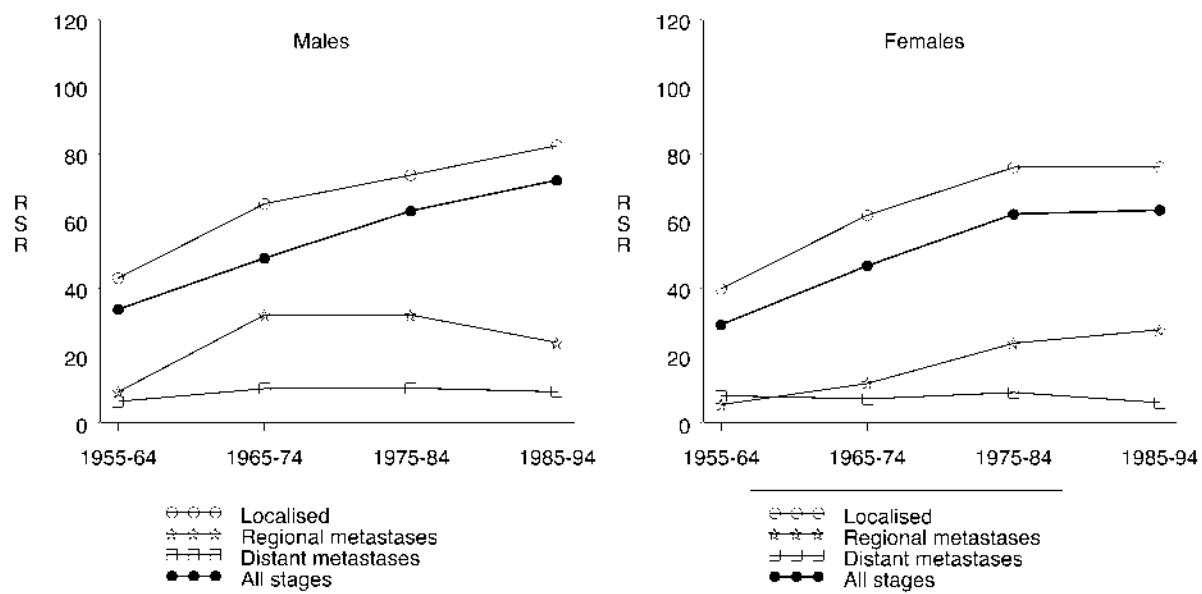 Males
120
100
80
60
40
20
0
R
S
R
1955-64 1965-74 1975-84 1985-94
Localised
Regional metastases
Distant metastases
All stages
Females
120
100
80
60
40
20
0
R
S
R
1955-64 1965-74 1975-84 1985-94
Localised
Regional metastases
Distant metastases
All stages